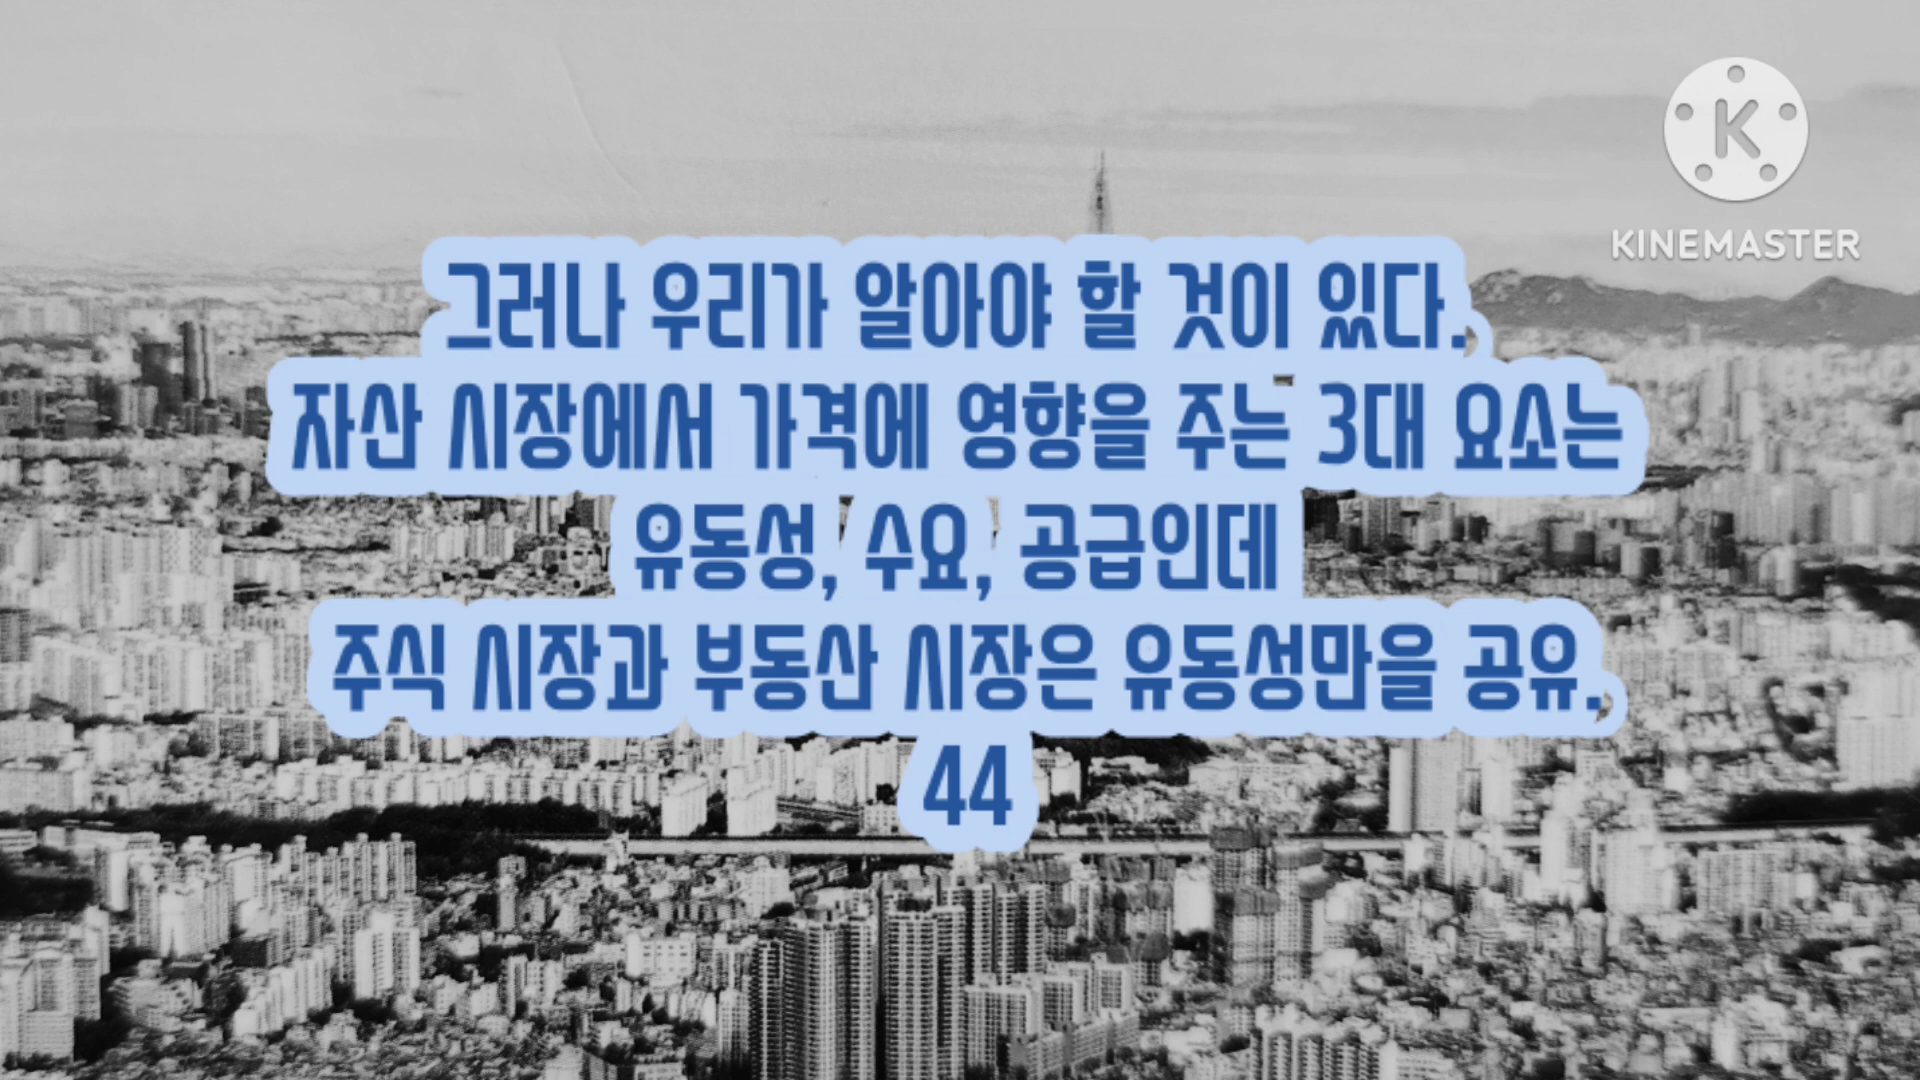 KINEMASTER
그러나 우리가 알아야 할 것이 있다.
자산 시장에서 가격에 영향을 주는 3대 요소는
유동성, 수요, 공급인데
주식 시장과 부동산 시장은 유동성만을 공유.
44